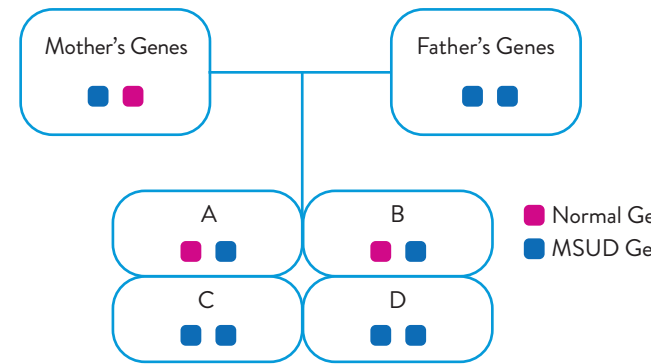 Mother's Genes
Father's Genes
A
B
Normal Ge
MSUD Ge
C
D